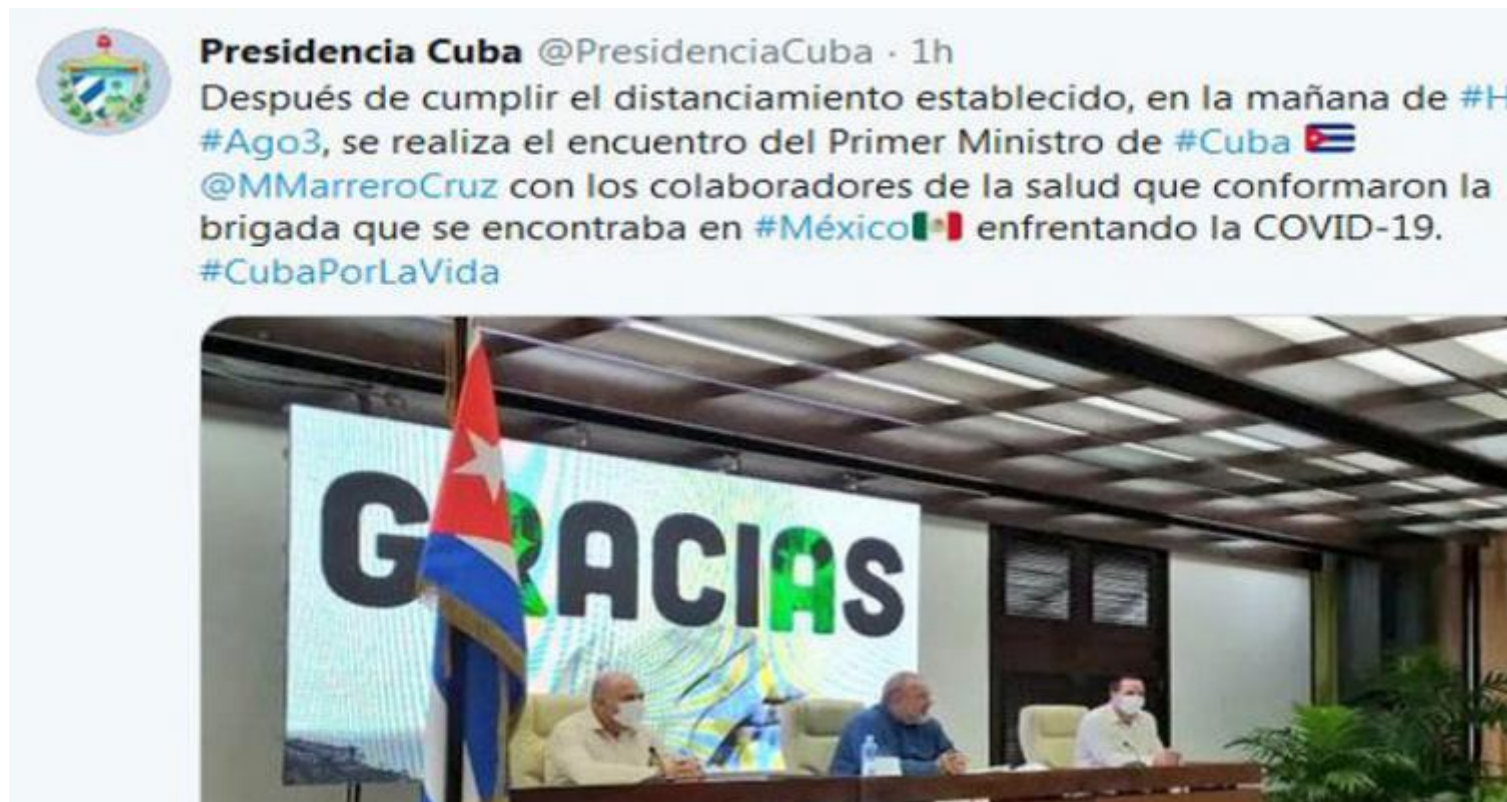 Presidencia Cuba @PresidenciaCuba · 1h
Después de cumplir el distanciamiento establecido, en la mañana de #H
#Ago3, se realiza el encuentro del Primer Ministro de #Cuba 🇨🇺
@MMarreroCruz con los colaboradores de la salud que conformaron la
brigada que se encontraba en #México🇲🇽 enfrentando la COVID-19.
#CubaPorLaVida
GRACIAS